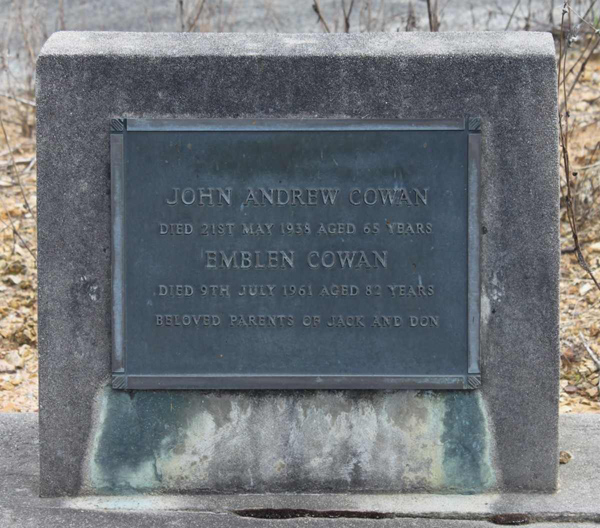 JOHN ANDREW COWAN
DIED 21ST MAY 1938 AGED 65 YEARS
EMBLEN COWAN
DIED 9TH JULY 1961 AGED 82 YEARS
BELOVED PARENTS OF JACK AND DON